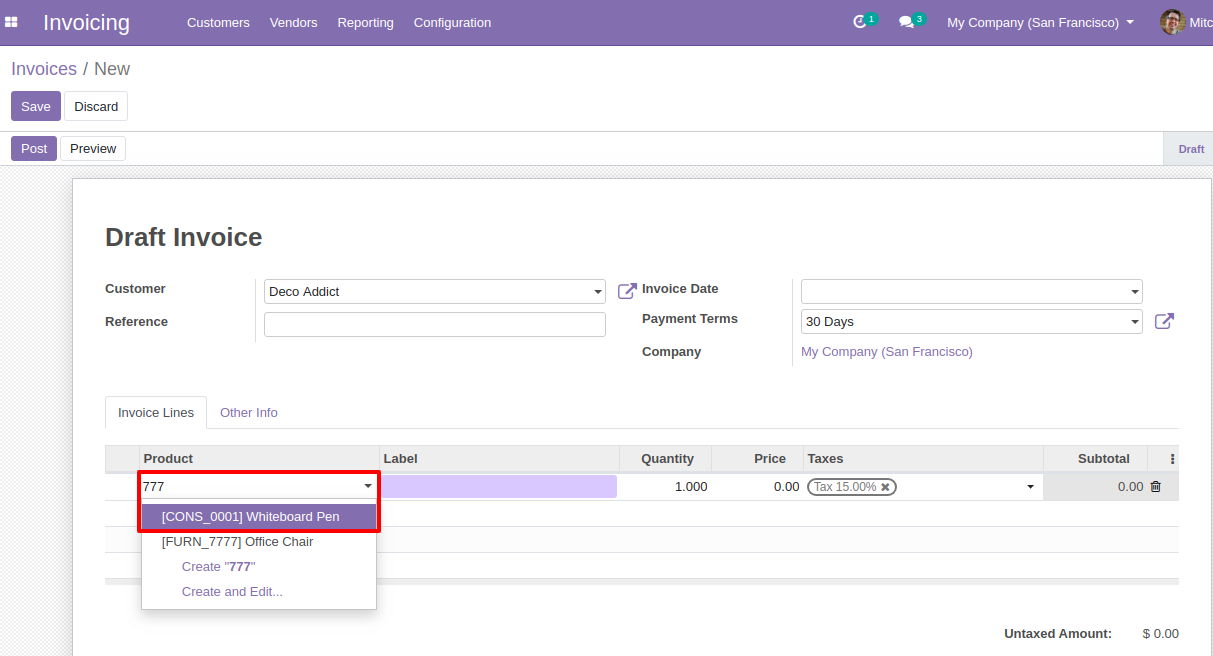 Invoicing Customers Vendors Reporting Configuration 1 3 My Company (San Francisco) Mitc
Invoices / New
Save Discard
Post Preview Draft
Draft Invoice
Customer Deco Addict Invoice Date
Reference Payment Terms 30 Days
Company My Company (San Francisco)
Invoice Lines Other Info
Product Label Quantity Price Taxes Subtotal
777 1.000 0.00 Tax 15.00% 0.00
[CONS_0001] Whiteboard Pen
[FURN_7777] Office Chair
Create "777"
Create and Edit...
Untaxed Amount: $ 0.00